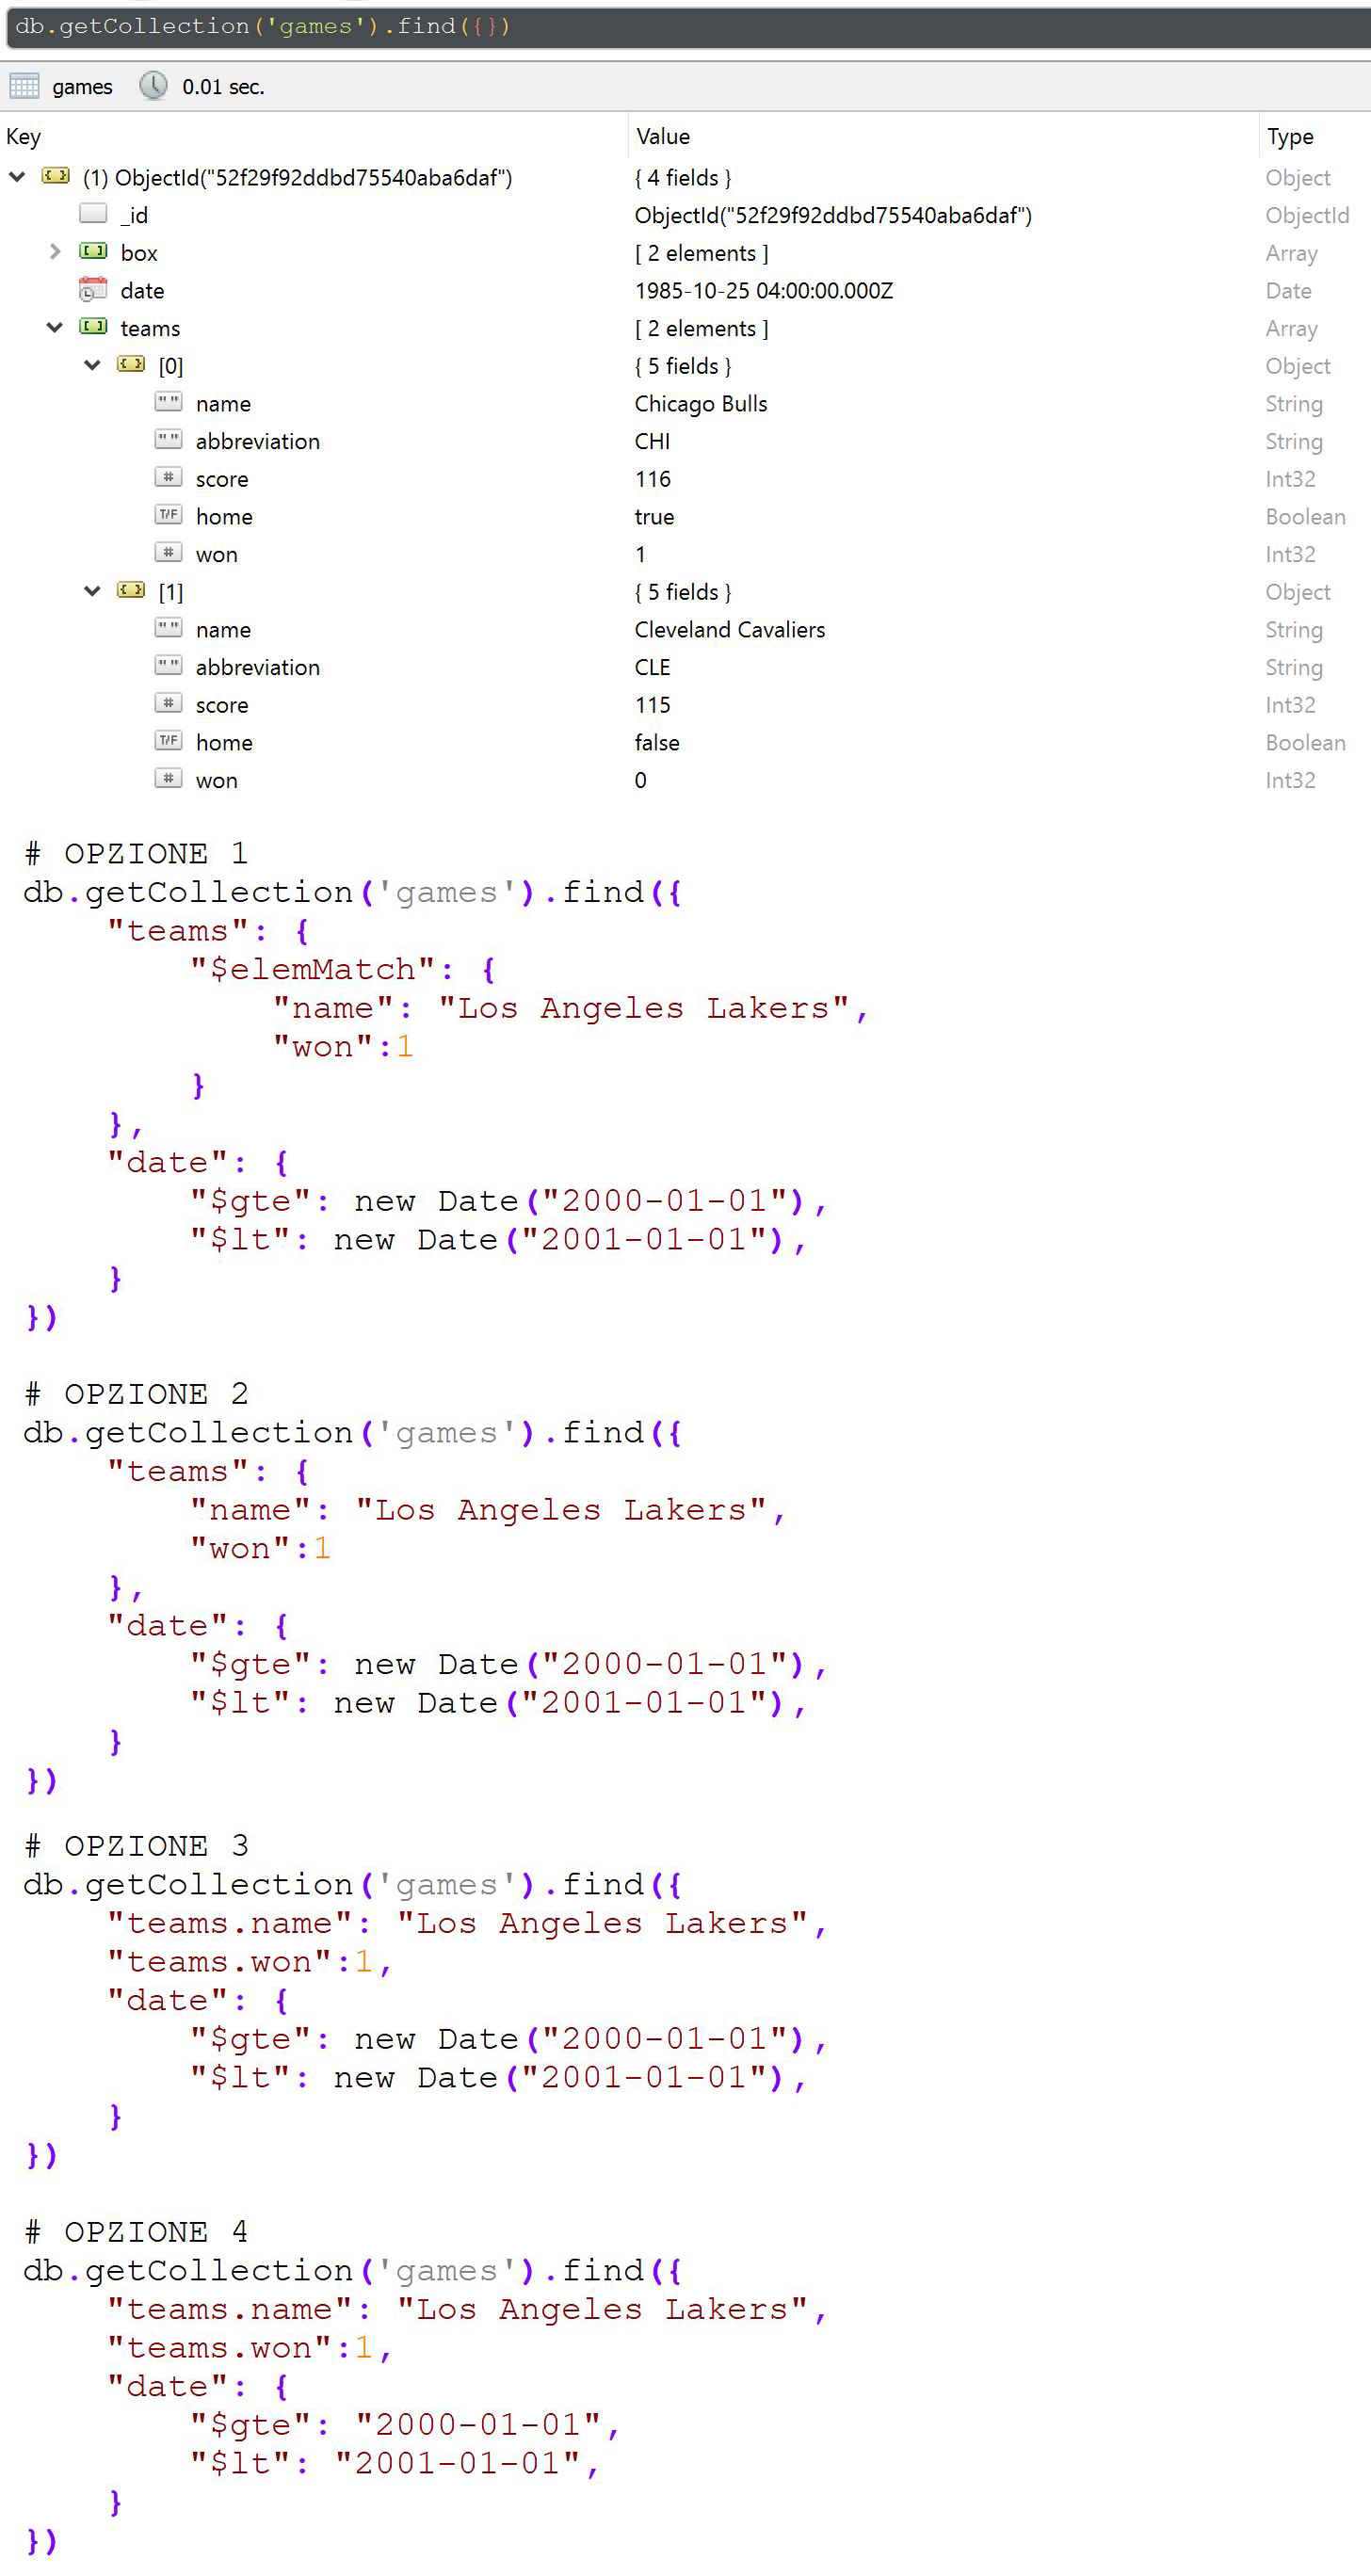 db.getCollection('games').find({})
games 0.01 sec.
Key Value Type
(1) ObjectId("52f29f92ddbd75540aba6daf") { 4 fields } Object
_id ObjectId("52f29f92ddbd75540aba6daf") ObjectId
box [ 2 elements ] Array
date 1985-10-25 04:00:00.000Z Date
teams [ 2 elements ] Array
[0] { 5 fields } Object
name Chicago Bulls String
abbreviation CHI String
score 116 Int32
home true Boolean
won 1 Int32
[1] { 5 fields } Object
name Cleveland Cavaliers String
abbreviation CLE String
score 115 Int32
home false Boolean
won 0 Int32
# OPZIONE 1
db.getCollection('games').find({
"teams": {
"$elemMatch": {
"name": "Los Angeles Lakers",
"won":1
}
},
"date": {
"$gte": new Date("2000-01-01"),
"$lt": new Date("2001-01-01"),
}
})
# OPZIONE 2
db.getCollection('games').find({
"teams": {
"name": "Los Angeles Lakers",
"won":1
},
"date": {
"$gte": new Date("2000-01-01"),
"$lt": new Date("2001-01-01"),
}
})
# OPZIONE 3
db.getCollection('games').find({
"teams.name": "Los Angeles Lakers",
"teams.won":1,
"date": {
"$gte": new Date("2000-01-01"),
"$lt": new Date("2001-01-01"),
}
})
# OPZIONE 4
db.getCollection('games').find({
"teams.name": "Los Angeles Lakers",
"teams.won":1,
"date": {
"$gte": "2000-01-01",
"$lt": "2001-01-01",
}
})